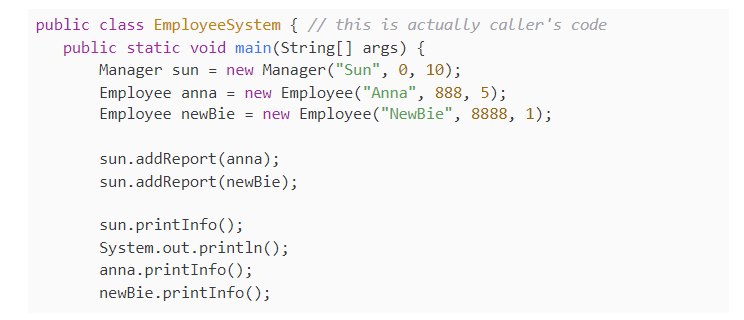 public class EmployeeSystem { // this is actually caller's code
public static void main(String[] args) {
Manager sun = new Manager("Sun", 0, 10);
Employee anna = new Employee("Anna", 888, 5);
Employee newBie = new Employee("NewBie", 8888, 1);
sun.addReport(anna);
sun.addReport(newBie);
sun.printInfo();
System.out.println();
anna.printInfo();
newBie.printInfo();